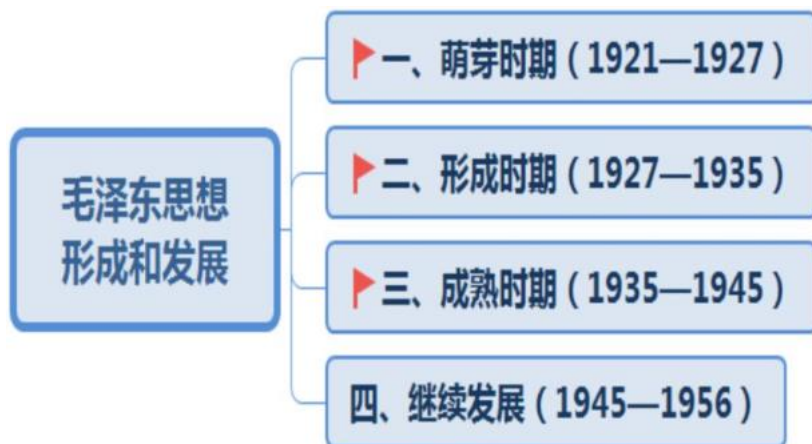 毛泽东思想
形成和发展
一、萌芽时期（1921—1927）
二、形成时期（1927—1935）
三、成熟时期（1935—1945）
四、继续发展（1945—1956）